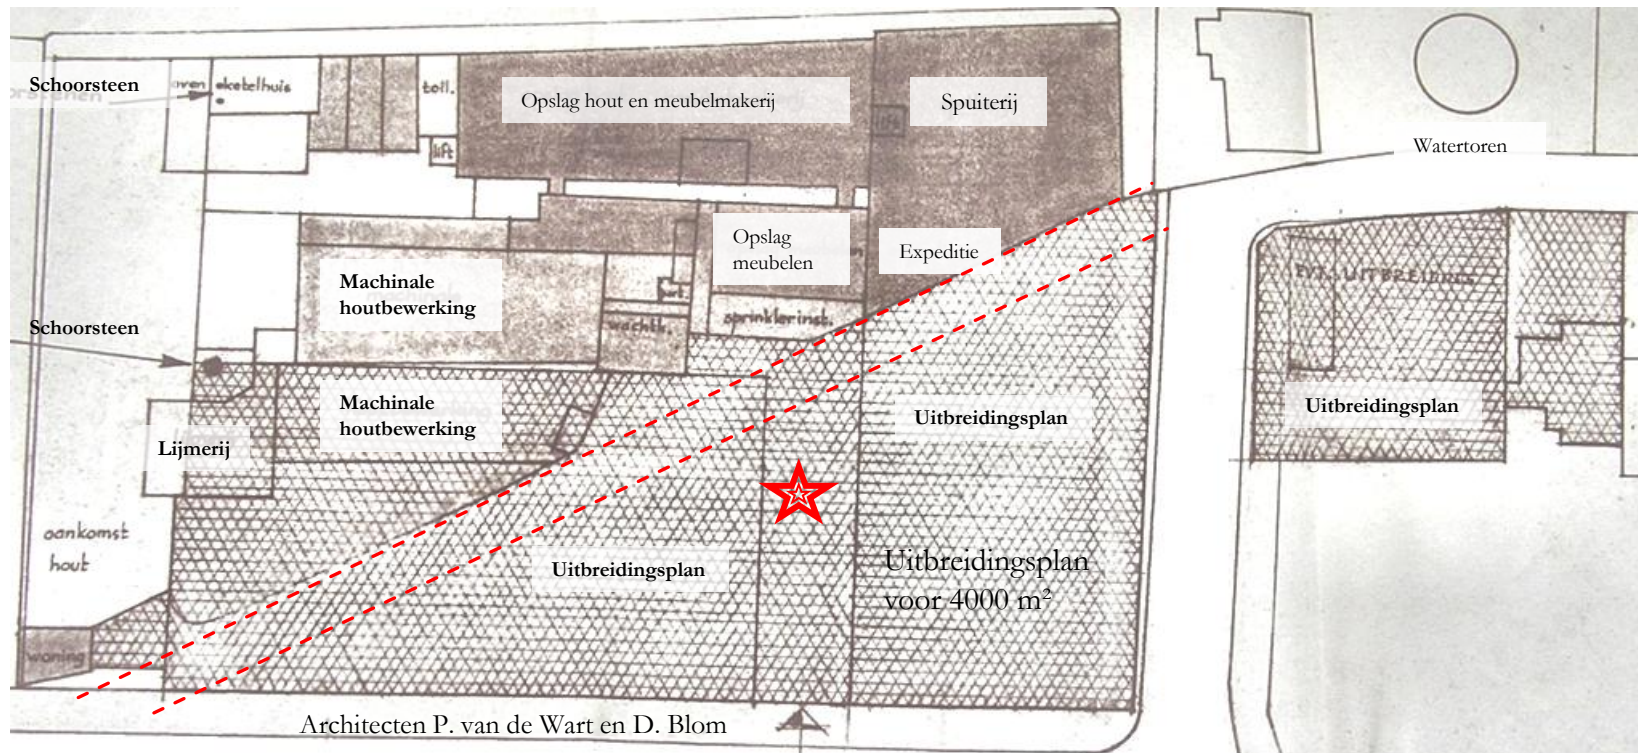 Schoorsteen
oven
ketelhuis
toil.
Opslag hout en meubelmakerij
Spuiterij
lift
lift
Watertoren
Opslag
meubelen
Expeditie
Machinale
houtbewerking
sprinklerinst.
wachtk.
Schoorsteen
Machinale
houtbewerking
Uitbreidingsplan
Uitbreidingsplan
Lijmerij
aankomst
hout
Uitbreidingsplan
Uitbreidingsplan
voor 4000 m²
woning
Architecten P. van de Wart en D. Blom